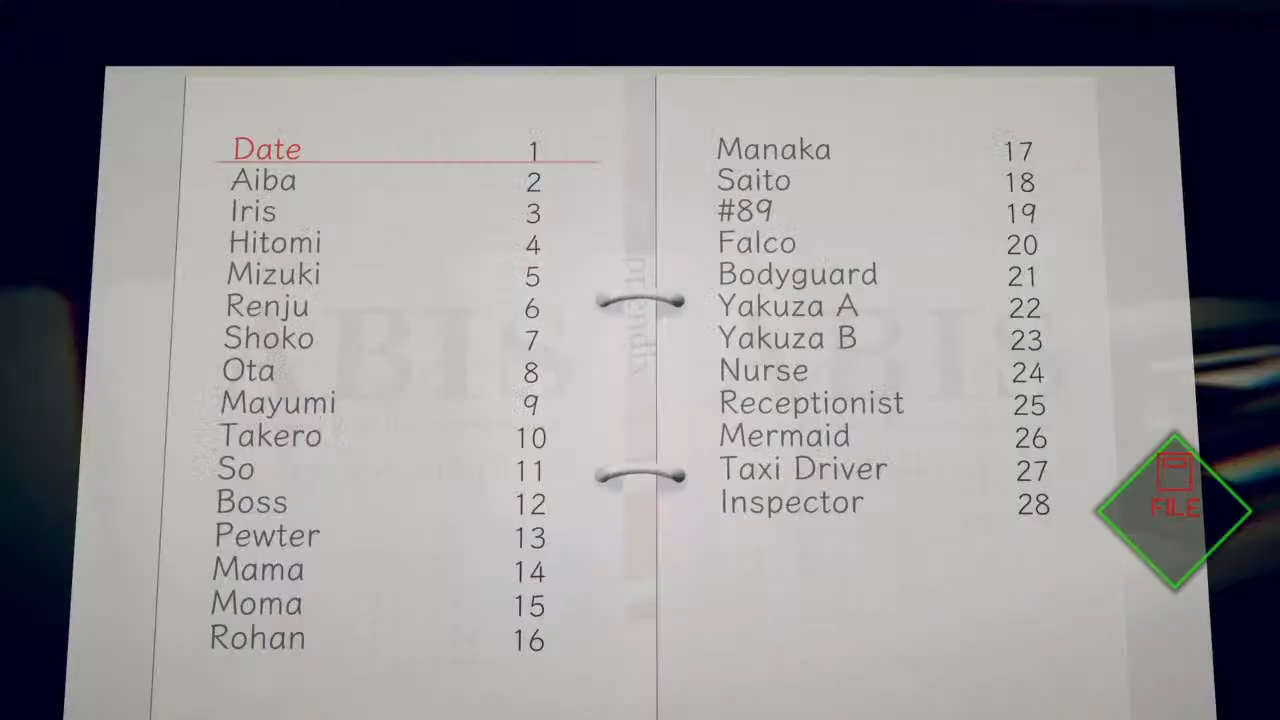 Date 1
Aiba 2
Iris 3
Hitomi 4
Mizuki 5
Renju 6
Shoko 7
Ota 8
Mayumi 9
Takero 10
So 11
Boss 12
Pewter 13
Mama 14
Moma 15
Rohan 16
Manaka 17
Saito 18
#89 19
Falco 20
Bodyguard 21
Yakuza A 22
Yakuza B 23
Nurse 24
Receptionist 25
Mermaid 26
Taxi Driver 27
Inspector 28
FILE